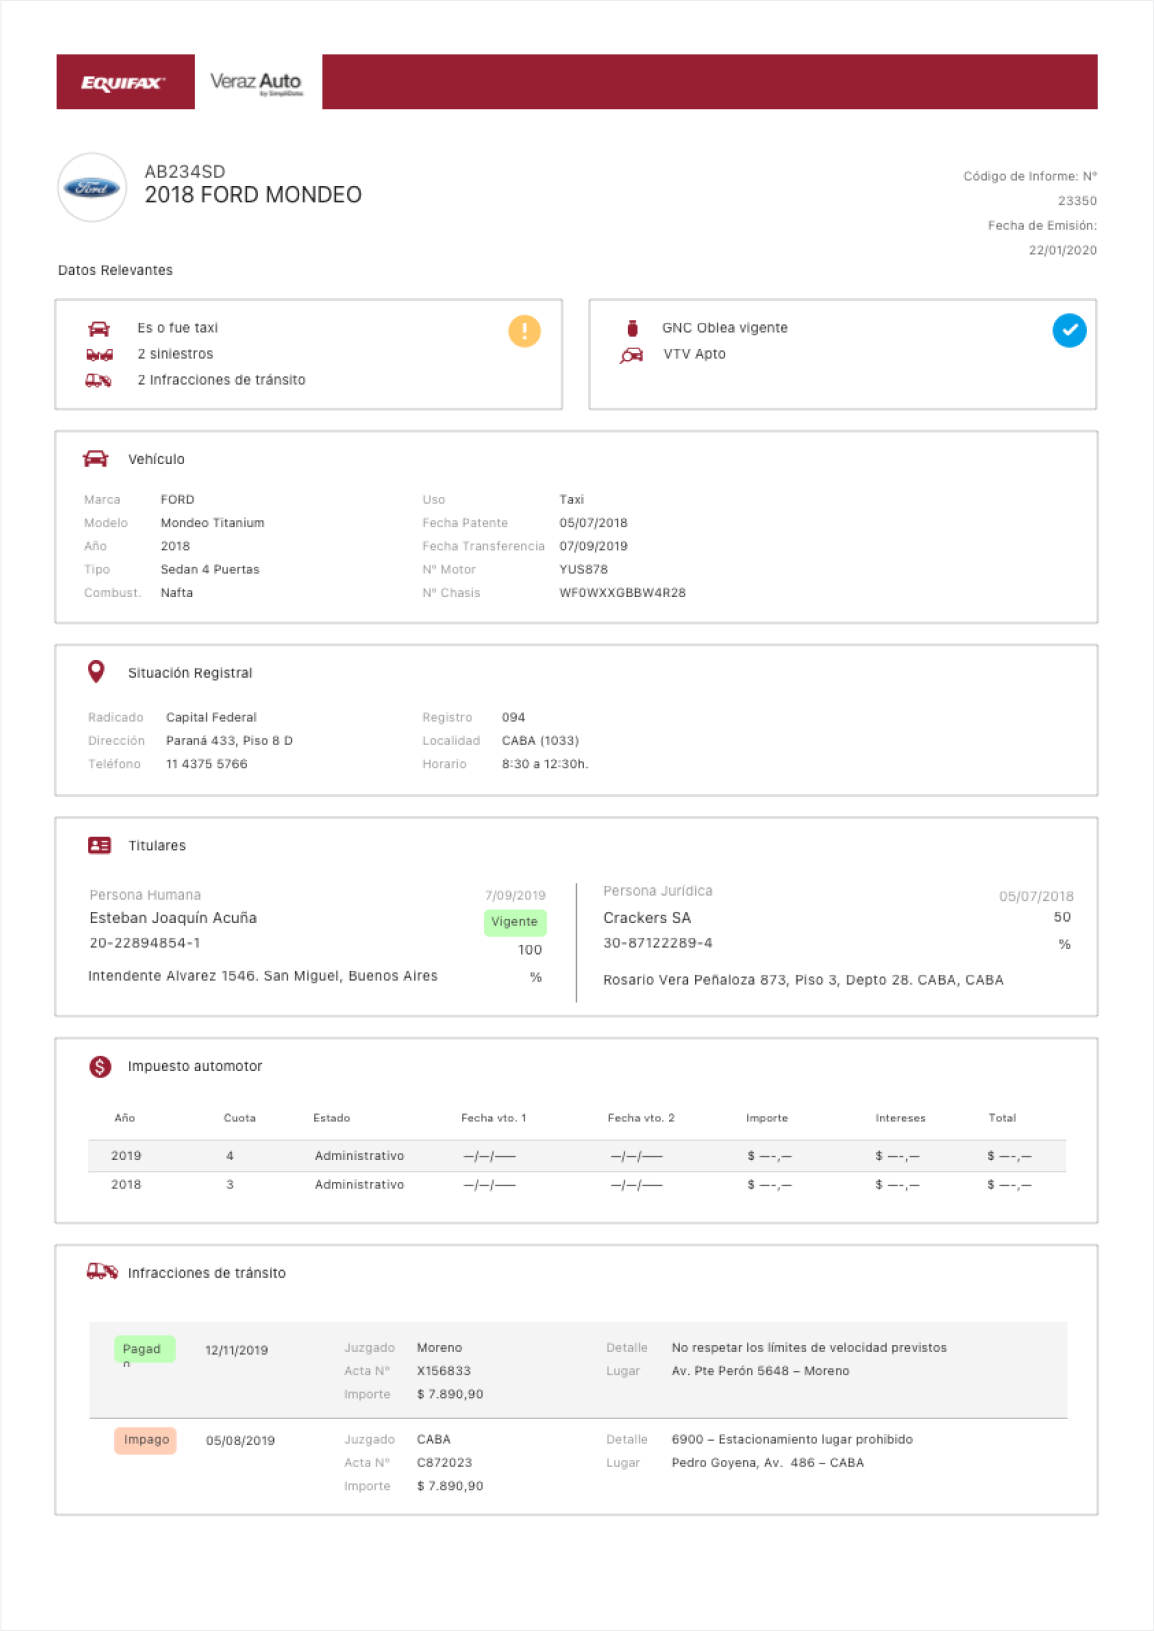 EQUIFAX Veraz Auto
by SimpliData
Ford
AB234SD
2018 FORD MONDEO
Código de Informe: N°
23350
Fecha de Emisión:
22/01/2020
Datos Relevantes
Es o fue taxi
2 siniestros
2 Infracciones de tránsito
GNC Oblea vigente
VTV Apto
Vehículo
Marca FORD Uso Taxi
Modelo Mondeo Titanium Fecha Patente 05/07/2018
Año 2018 Fecha Transferencia 07/09/2019
Tipo Sedan 4 Puertas N° Motor YUS878
Combust. Nafta N° Chasis WF0WXXGBBW4R28
Situación Registral
Radicado Capital Federal Registro 094
Dirección Paraná 433, Piso 8 D Localidad CABA (1033)
Teléfono 11 4375 5766 Horario 8:30 a 12:30h.
Titulares
Persona Humana 7/09/2019
Esteban Joaquín Acuña Vigente
20-22894854-1 100
Intendente Alvarez 1546. San Miguel, Buenos Aires %
Persona Jurídica 05/07/2018
Crackers SA 50
30-87122289-4 %
Rosario Vera Peñaloza 873, Piso 3, Depto 28. CABA, CABA
$ Impuesto automotor
Año Cuota Estado Fecha vto. 1 Fecha vto. 2 Importe Intereses Total
2019 4 Administrativo —/—/—— —/—/—— $ —-,— $ —-,— $ —-,—
2018 3 Administrativo —/—/—— —/—/—— $ —-,— $ —-,— $ —-,—
Infracciones de tránsito
Pagad
o
12/11/2019 Juzgado Moreno Detalle No respetar los límites de velocidad previstos
Acta N° X156833 Lugar Av. Pte Perón 5648 – Moreno
Importe $ 7.890,90
Impago 05/08/2019 Juzgado CABA Detalle 6900 – Estacionamiento lugar prohibido
Acta N° C872023 Lugar Pedro Goyena, Av. 486 – CABA
Importe $ 7.890,90